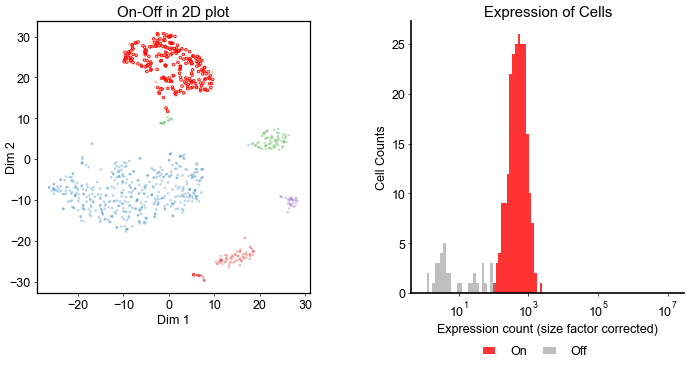 On-Off in 2D plot
30
20
10
0
−10
−20
−30
Dim 2
−20 −10 0 10 20 30
Dim 1
Expression of Cells
25
20
15
10
5
0
Cell Counts
10^1 10^3 10^5 10^7
Expression count (size factor corrected)
On Off